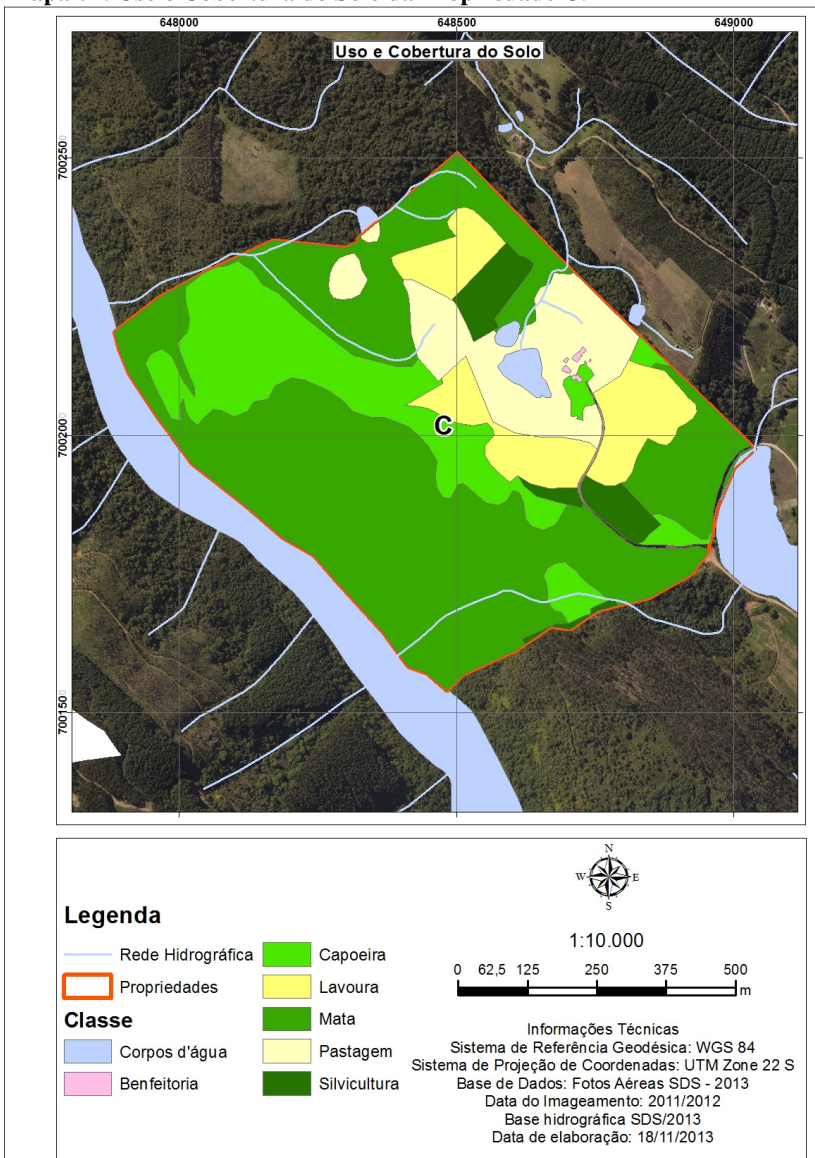 648000
648500
649000
Uso e Cobertura do Solo
7002500
7002000
7001500
C
N
W
E
S
Legenda
Rede Hidrográfica
Propriedades
Classe
Corpos d'água
Benfeitoria
Capoeira
Lavoura
Mata
Pastagem
Silvicultura
1:10.000
0 62,5 125 250 375 500
m
Informações Técnicas
Sistema de Referência Geodésica: WGS 84
Sistema de Projeção de Coordenadas: UTM Zone 22 S
Base de Dados: Fotos Aéreas SDS - 2013
Data do Imageamento: 2011/2012
Base hidrográfica SDS/2013
Data de elaboração: 18/11/2013